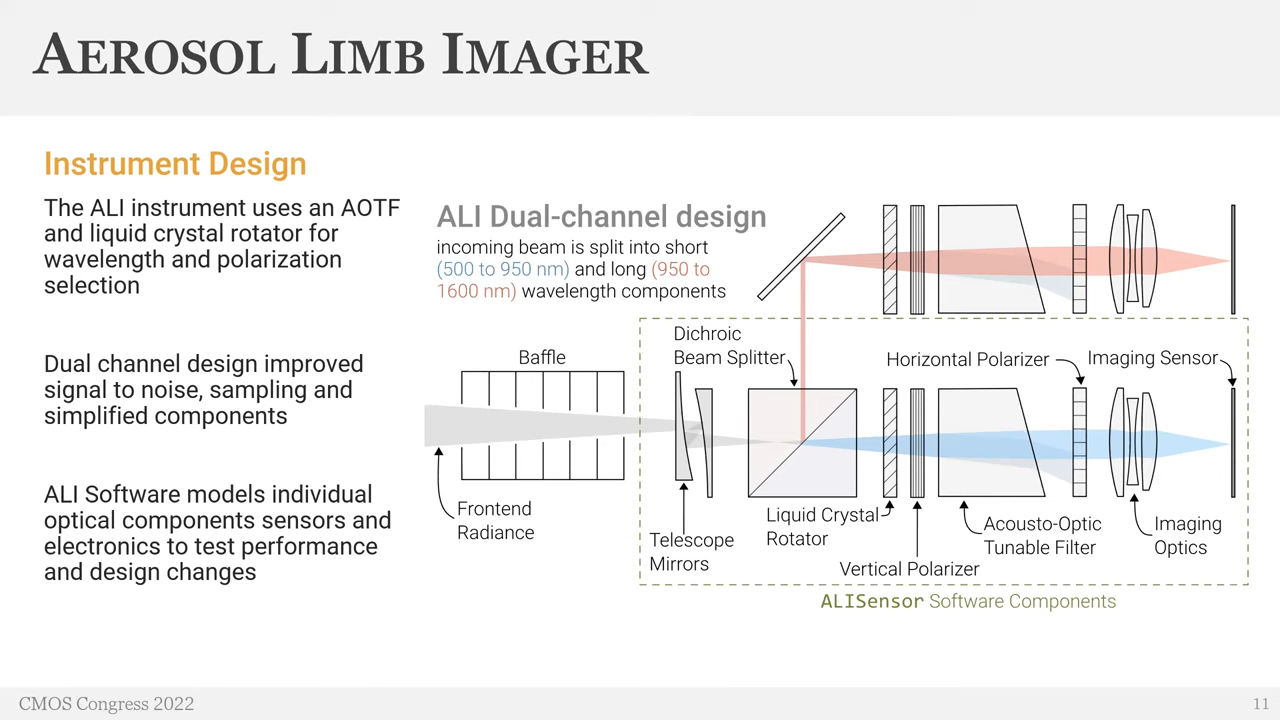 AEROSOL LIMB IMAGER
Instrument Design
The ALI instrument uses an AOTF
and liquid crystal rotator for
wavelength and polarization
selection
Dual channel design improved
signal to noise, sampling and
simplified components
ALI Software models individual
optical components sensors and
electronics to test performance
and design changes
ALI Dual-channel design
incoming beam is split into short
(500 to 950 nm) and long (950 to
1600 nm) wavelength components
Dichroic
Beam Splitter
Baffle
Horizontal Polarizer
Imaging Sensor
Frontend
Radiance
Telescope
Mirrors
Liquid Crystal
Rotator
Vertical Polarizer
Acousto-Optic
Tunable Filter
Imaging
Optics
ALISensor Software Components
CMOS Congress 2022
11